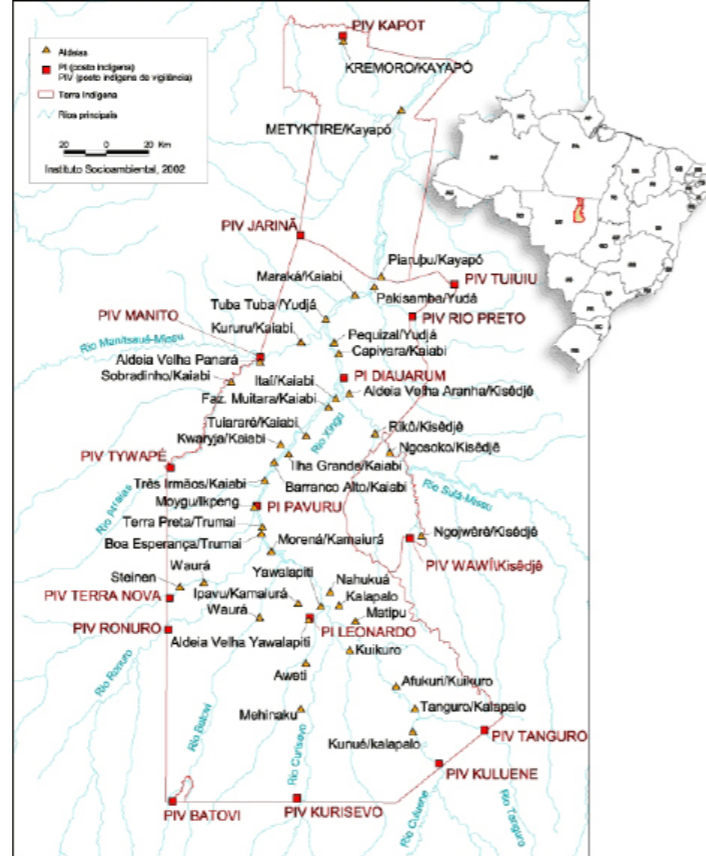 PIV KAPOT
Aldeias
PI (posto indígena)
PIV (posto indígena de vigilância)
Terra Indígena
Rios principais
20 0 20 Km
Instituto Socioambiental, 2002
KREMORO/KAYAPÓ
METYKTIRE/Kayapó
PIV JARINÃ
Piaruþu/Kayapó
PIV TUIUIU
Maraká/Kaiabi
Pakisamba/Yudá
Tuba Tuba/Yudjá
PIV MANITO
PIV RIO PRETO
Kururu/Kaiabi
Rio Manitsauá-Missu
Pequizal/Yudjá
Capivara/Kaiabi
Aldeia Velha Panará
Sobradinho/Kaiabi
PI DIAUARUM
Itaí/Kaiabi
Aldeia Velha Aranha/Kisêdjê
Faz. Muitara/Kaiabi
Rio Xingu
Tuiararé/Kaiabi
Rikô/Kisêdjê
Kwaryja/Kaiabi
Ngosoko/Kisêdjê
PIV TYWAPÉ
Ilha Grande/Kaiabi
Três Irmãos/Kaiabi
Barranco Alto/Kaiabi
Rio Suiá-Missu
Moygu/Ikpeng
PI PAVURU
Terra Preta/Trumai
Boa Esperança/Trumai
Morená/Kamaiurá
Ngojwêrê/Kisêdjê
PIV WAWÎ\Kisêdjê
Waurá
Yawalapiti
Nahukuá
Steinen
Ipavu/Kamaiurá
Kalapalo
PIV TERRA NOVA
Waurá
Matipu
PIV RONURO
Aldeia Velha Yawalapiti
PI LEONARDO
Kuikuro
Rio Ronuro
Aweti
Afukuri/Kuikuro
Mehinaku
Tanguro/Kalapalo
Rio Batovi
Kunué/kalapalo
PIV TANGURO
Rio Curisevo
PIV KULUENE
PIV BATOVI
PIV KURISEVO
Rio Culuene
Rio Tanguro